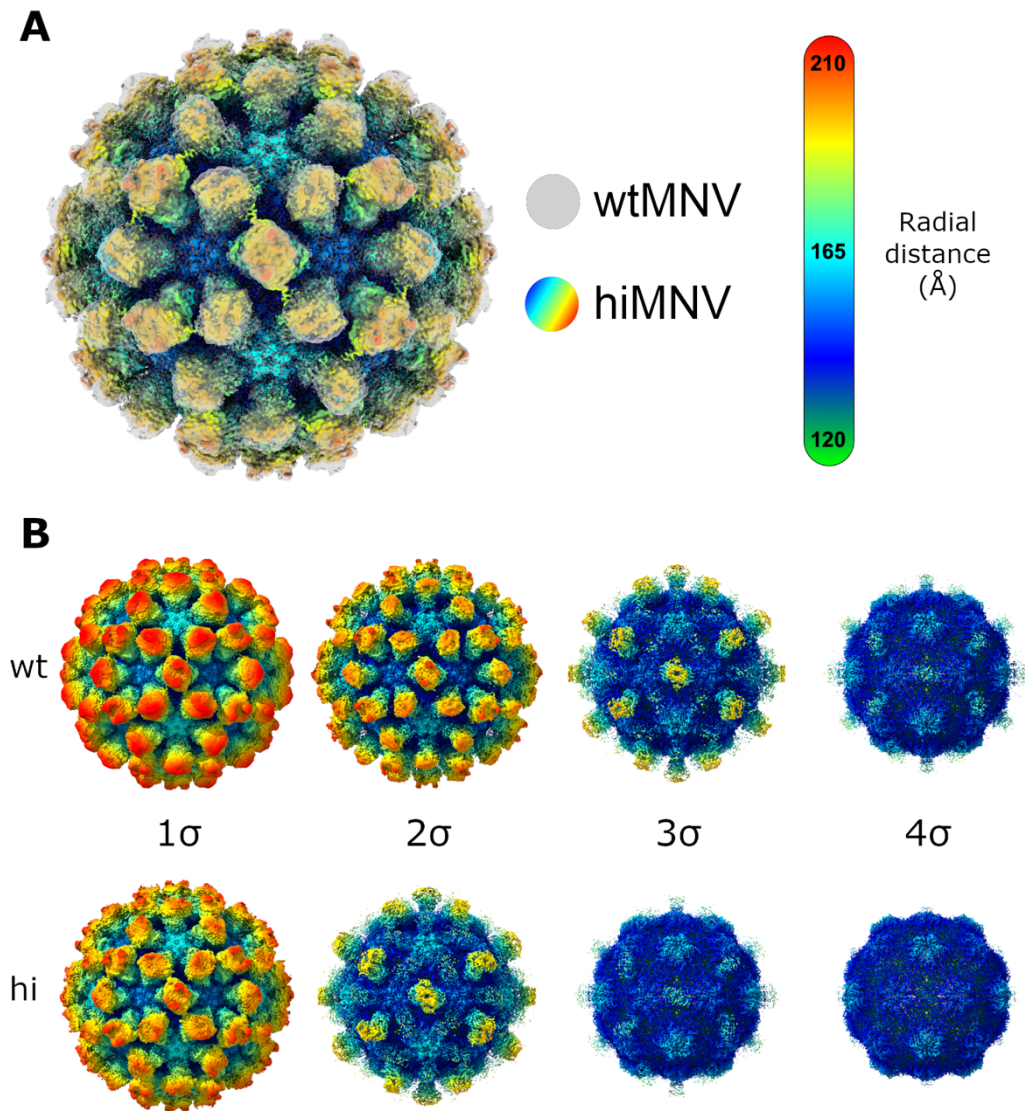 A
wtMNV
hiMNV
210
165
120
Radial
distance
(Å)
B
wt
1σ 2σ 3σ 4σ
hi